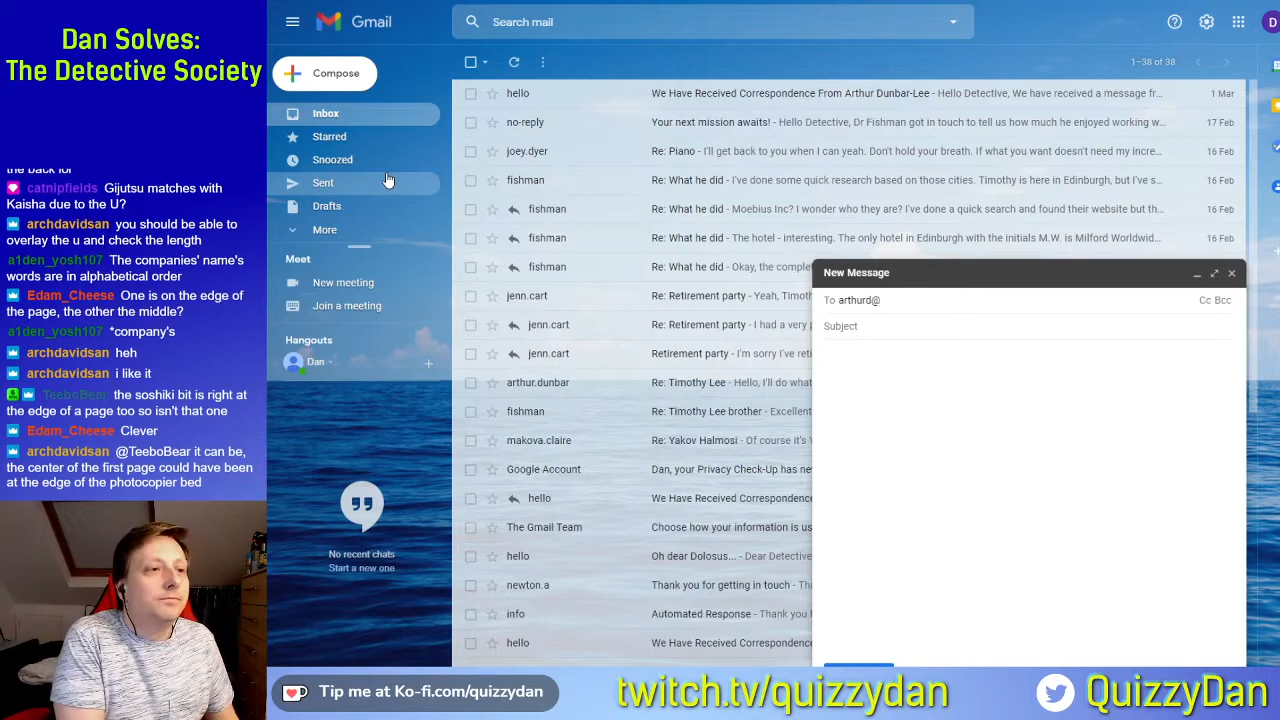 Dan Solves:
The Detective Society
the back for
catnipfields Gijutsu matches with
Kaisha due to the U?
archdavidsan you should be able to
overlay the u and check the length
a1den_yosh107 The companies' name's
words are in alphabetical order
Edam_Cheese One is on the edge of
the page, the other the middle?
a1den_yosh107 *company's
archdavidsan heh
archdavidsan i like it
TeeboBear the soshiki bit is right at
the edge of a page too so isn't that one
Edam_Cheese Clever
archdavidsan @TeeboBear it can be,
the center of the first page could have been
at the edge of the photocopier bed
Gmail
Search mail
D
Compose
Inbox
Starred
Snoozed
Sent
Drafts
More
Meet
New meeting
Join a meeting
Hangouts
Dan
No recent chats
Start a new one
1–38 of 38
hello We Have Received Correspondence From Arthur Dunbar-Lee - Hello Detective, We have received a message fr... 1 Mar
no-reply Your next mission awaits! - Hello Detective, Dr Fishman got in touch to tell us how much he enjoyed working w... 17 Feb
joey.dyer Re: Piano - I'll get back to you when I can. Don't hold your breath. If what you want doesn't need my incre... 16 Feb
fishman Re: What he did - I've done some quick research based on those cities. Timothy is here in Edinburgh, but I've s... 16 Feb
fishman Re: What he did - Moebius Inc? I wonder who they are? I've done a quick search and found their website but th... 16 Feb
fishman Re: What he did - The hotel - interesting. The only hotel in Edinburgh with the initials M.W. is Milford Worldwid... 16 Feb
fishman Re: What he did - Okay, the comple
jenn.cart Re: Retirement party - Yeah, Timoth
jenn.cart Re: Retirement party - I had a very p
jenn.cart Re: Retirement party - I'm sorry I've reti
arthur.dunbar Re: Timothy Lee - Hello, I'll do what
fishman Re: Timothy Lee brother - Excellen
makova.claire Re: Yakov Halmosi - Of course it's Y
Google Account Dan, your Privacy Check-Up has nev
hello We Have Received Correspondence
The Gmail Team Choose how your information is us
hello Oh dear Dolosus... - Dear Detective
newton.a Thank you for getting in touch - Tha
info Automated Response - Thank you f
hello We Have Received Correspondence
New Message
To arthurd@ Cc Bcc
Subject
Tip me at Ko-fi.com/quizzydan
twitch.tv/quizzydan
QuizzyDan